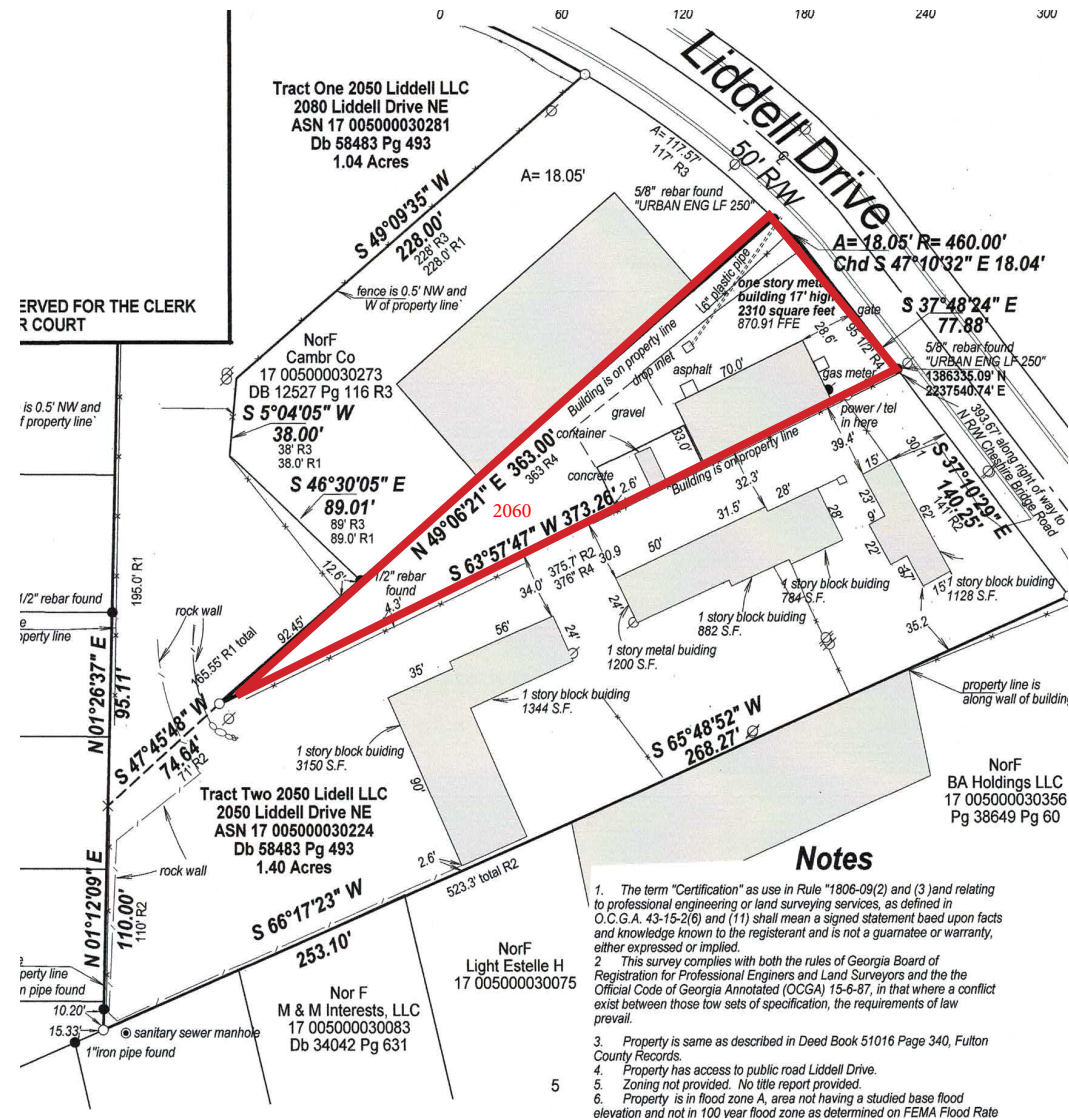 0 60 120 180 240 300
Liddell Drive
50' R/W
Tract One 2050 Liddell LLC
2080 Liddell Drive NE
ASN 17 005000030281
Db 58483 Pg 493
1.04 Acres
A= 117.57'
117' R3
A= 18.05'
5/8" rebar found
"URBAN ENG LF 250"
S 49°09'35" W
228.00'
228' R3
228.0' R1
A= 18.05' R= 460.00'
Chd S 47°10'32" E 18.04'
fence is 0.5' NW and
W of property line`
ERVED FOR THE CLERK
R COURT
16" plastic pipe
one story meta
building 17' high
2310 square feet
870.91 FFE
gate
S 37°48'24" E
77.88'
95 1/2' R4
5/8" rebar found
"URBAN ENG LF 250"
1386335.09' N
2237540.74' E
NorF
Cambr Co
17 005000030273
DB 12527 Pg 116 R3
Building is on property line
drop inlet
28.6'
70.0'
asphalt
gas meter
gravel
power / tel
in here
393.67' along right of way to
N R/W Cheshire Bridge Road
is 0.5' NW and
f property line`
S 5°04'05" W
38.00'
38' R3
38.0' R1
container
33.0'
concrete
2.6'
"Building is on property line
39.4'
30.1
15'
S 37°10'29" E
140.25'
141' R2
S 46°30'05" E
89.01'
89' R3
89.0' R1
N 49°06'21" E 363.00'
363 R4
2060
S 63°57'47" W 373.26'
375.7' R2
376" R4
32.3'
31.5'
28'
28'
23'
9'
22'
62'
47"
15'
12.6'
1/2" rebar
found
4.3'
34.0'
30.9
50'
24'
1 story block buiding
784 S.F.
1 story block buiding
1128 S.F.
1/2" rebar found
e
operty line
195.0' R1
rock wall
92.45'
165.55' R1 total
56'
24'
35'
1 story block buiding
882 S.F.
1 story metal buiding
1200 S.F.
35.2
N 01°26'37" E
95.11'
1 story block buiding
1344 S.F.
property line is
along wall of building
S 47°45'48" W
74.64'
71' R2
1 story block buiding
3150 S.F.
90'
S 65°48'52" W
268.27'
NorF
BA Holdings LLC
17 005000030356
Pg 38649 Pg 60
Tract Two 2050 Lidell LLC
2050 Liddell Drive NE
ASN 17 005000030224
Db 58483 Pg 493
1.40 Acres
rock wall
2.6'
523.3' total R2
N 01°12'09" E
110.00'
110' R2
S 66°17'23" W
253.10'
e
perty line
n pipe found
10.20'
15.33'
sanitary sewer manhole
1"iron pipe found
NorF
Light Estelle H
17 005000030075
Nor F
M & M Interests, LLC
17 005000030083
Db 34042 Pg 631
5
Notes
1. The term "Certification" as use in Rule "1806-09(2) and (3 )and relating
to professional engineering or land surveying services, as defined in
O.C.G.A. 43-15-2(6) and (11) shall mean a signed statement baed upon facts
and knowledge known to the registerant and is not a guarnatee or warranty,
either expressed or implied.
2 This survey complies with both the rules of Georgia Board of
Registration for Professional Enginers and Land Surveyors and the the
Official Code of Georgia Annotated (OCGA) 15-6-87, in that where a conflict
exist between those tow sets of specification, the requirements of law
prevail.
3. Property is same as described in Deed Book 51016 Page 340, Fulton
County Records.
4. Property has access to public road Liddell Drive.
5. Zoning not provided. No title report provided.
6. Property is in flood zone A, area not having a studied base flood
elevation and not in 100 year flood zone as determined on FEMA Flood Rate